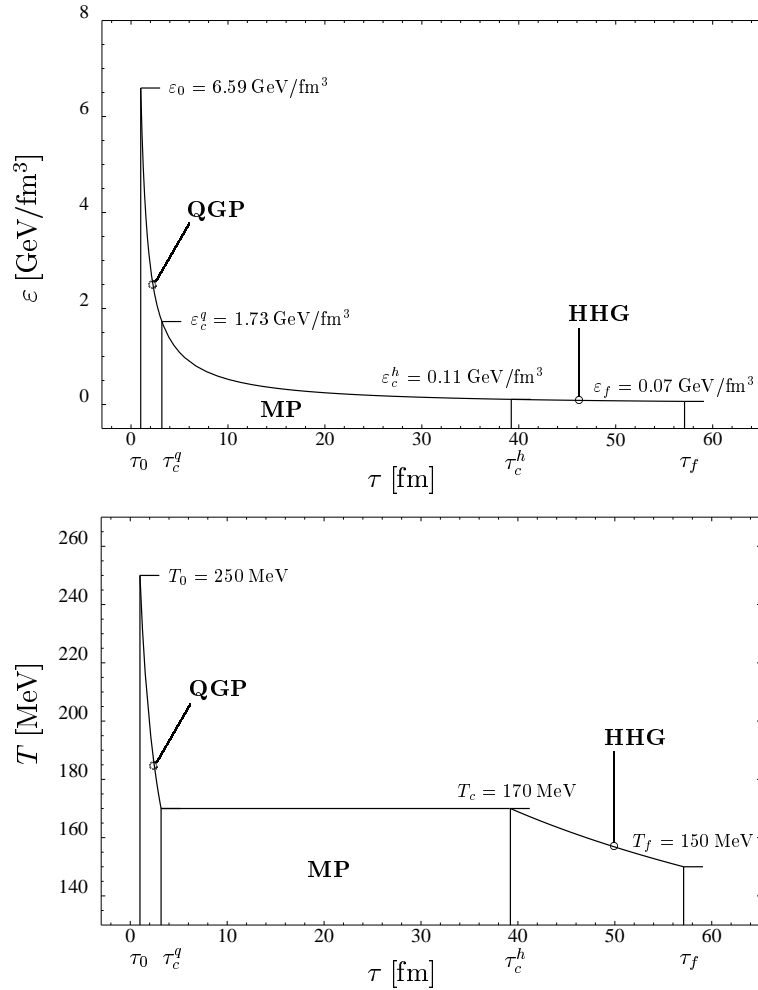 8
ε₀ = 6.59 GeV/fm³
6
ε [GeV/fm³]
QGP
4
2
ε_c^q = 1.73 GeV/fm³
HHG
ε_c^h = 0.11 GeV/fm³
ε_f = 0.07 GeV/fm³
0
MP
0 10 20 30 40 50 60
τ₀ τ_c^q τ_c^h τ_f
τ [fm]
260
T₀ = 250 MeV
240
220
T [MeV]
QGP
200
HHG
180
T_c = 170 MeV
160
T_f = 150 MeV
MP
140
0 10 20 30 40 50 60
τ₀ τ_c^q τ_c^h τ_f
τ [fm]